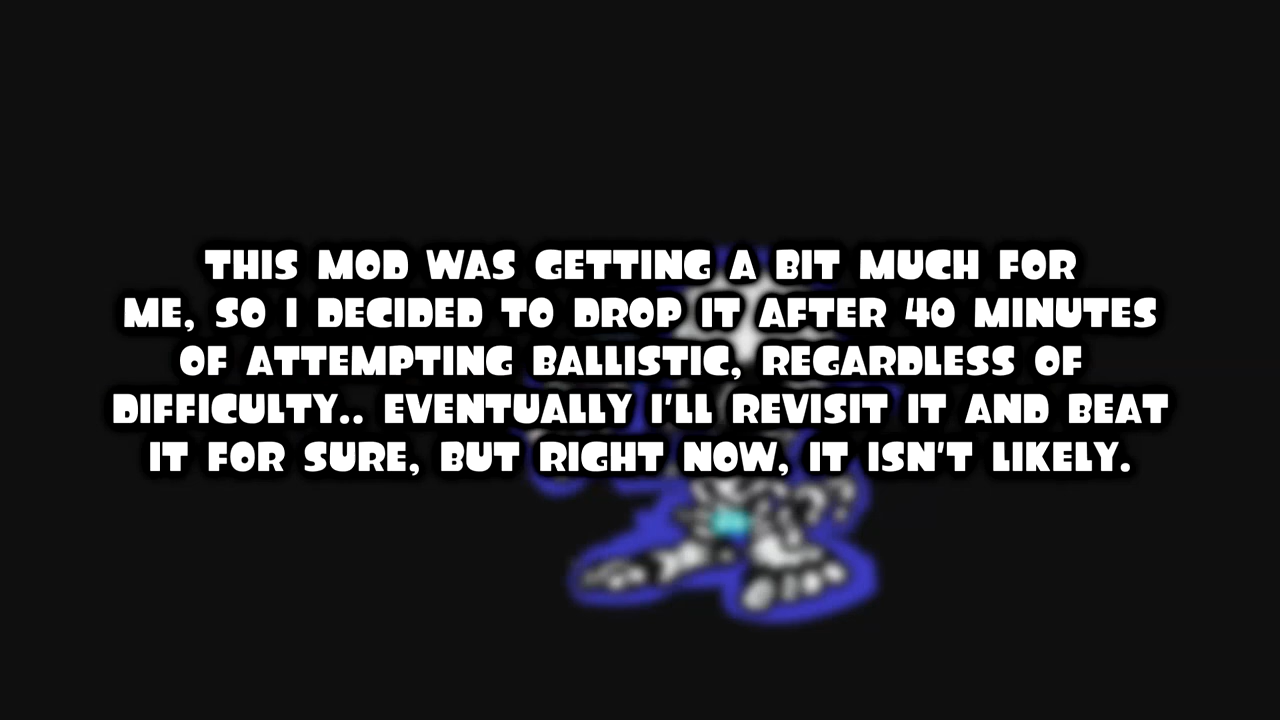 THIS MOD WAS GETTING A BIT MUCH FOR
ME, SO I DECIDED TO DROP IT AFTER 40 MINUTES
OF ATTEMPTING BALLISTIC, REGARDLESS OF
DIFFICULTY.. EVENTUALLY I'LL REVISIT IT AND BEAT
IT FOR SURE, BUT RIGHT NOW, IT ISN'T LIKELY.